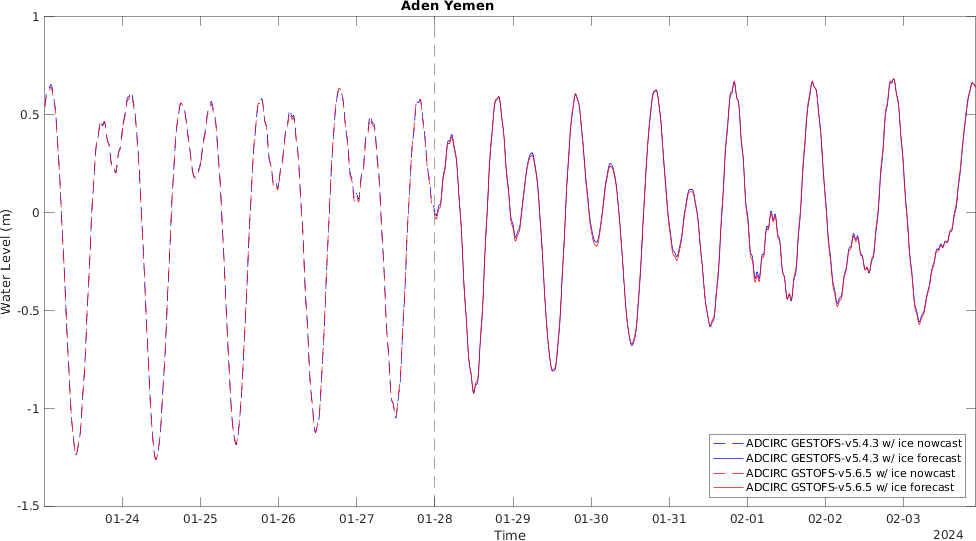 Aden Yemen
1
0.5
0
-0.5
-1
-1.5
Water Level (m)
01-24 01-25 01-26 01-27 01-28 01-29 01-30 01-31 02-01 02-02 02-03
Time
2024
ADCIRC GESTOFS-v5.4.3 w/ ice nowcast
ADCIRC GESTOFS-v5.4.3 w/ ice forecast
ADCIRC GSTOFS-v5.6.5 w/ ice nowcast
ADCIRC GSTOFS-v5.6.5 w/ ice forecast